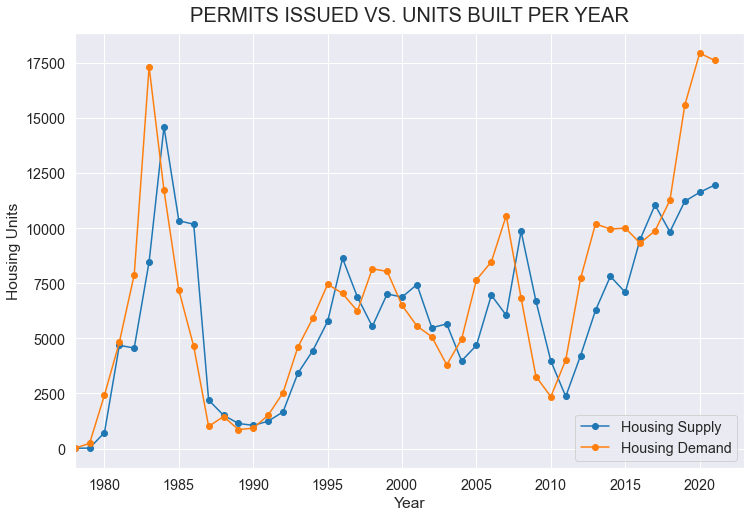 PERMITS ISSUED VS. UNITS BUILT PER YEAR
17500
15000
12500
10000
7500
5000
2500
0
Housing Units
1980 1985 1990 1995 2000 2005 2010 2015 2020
Year
Housing Supply
Housing Demand